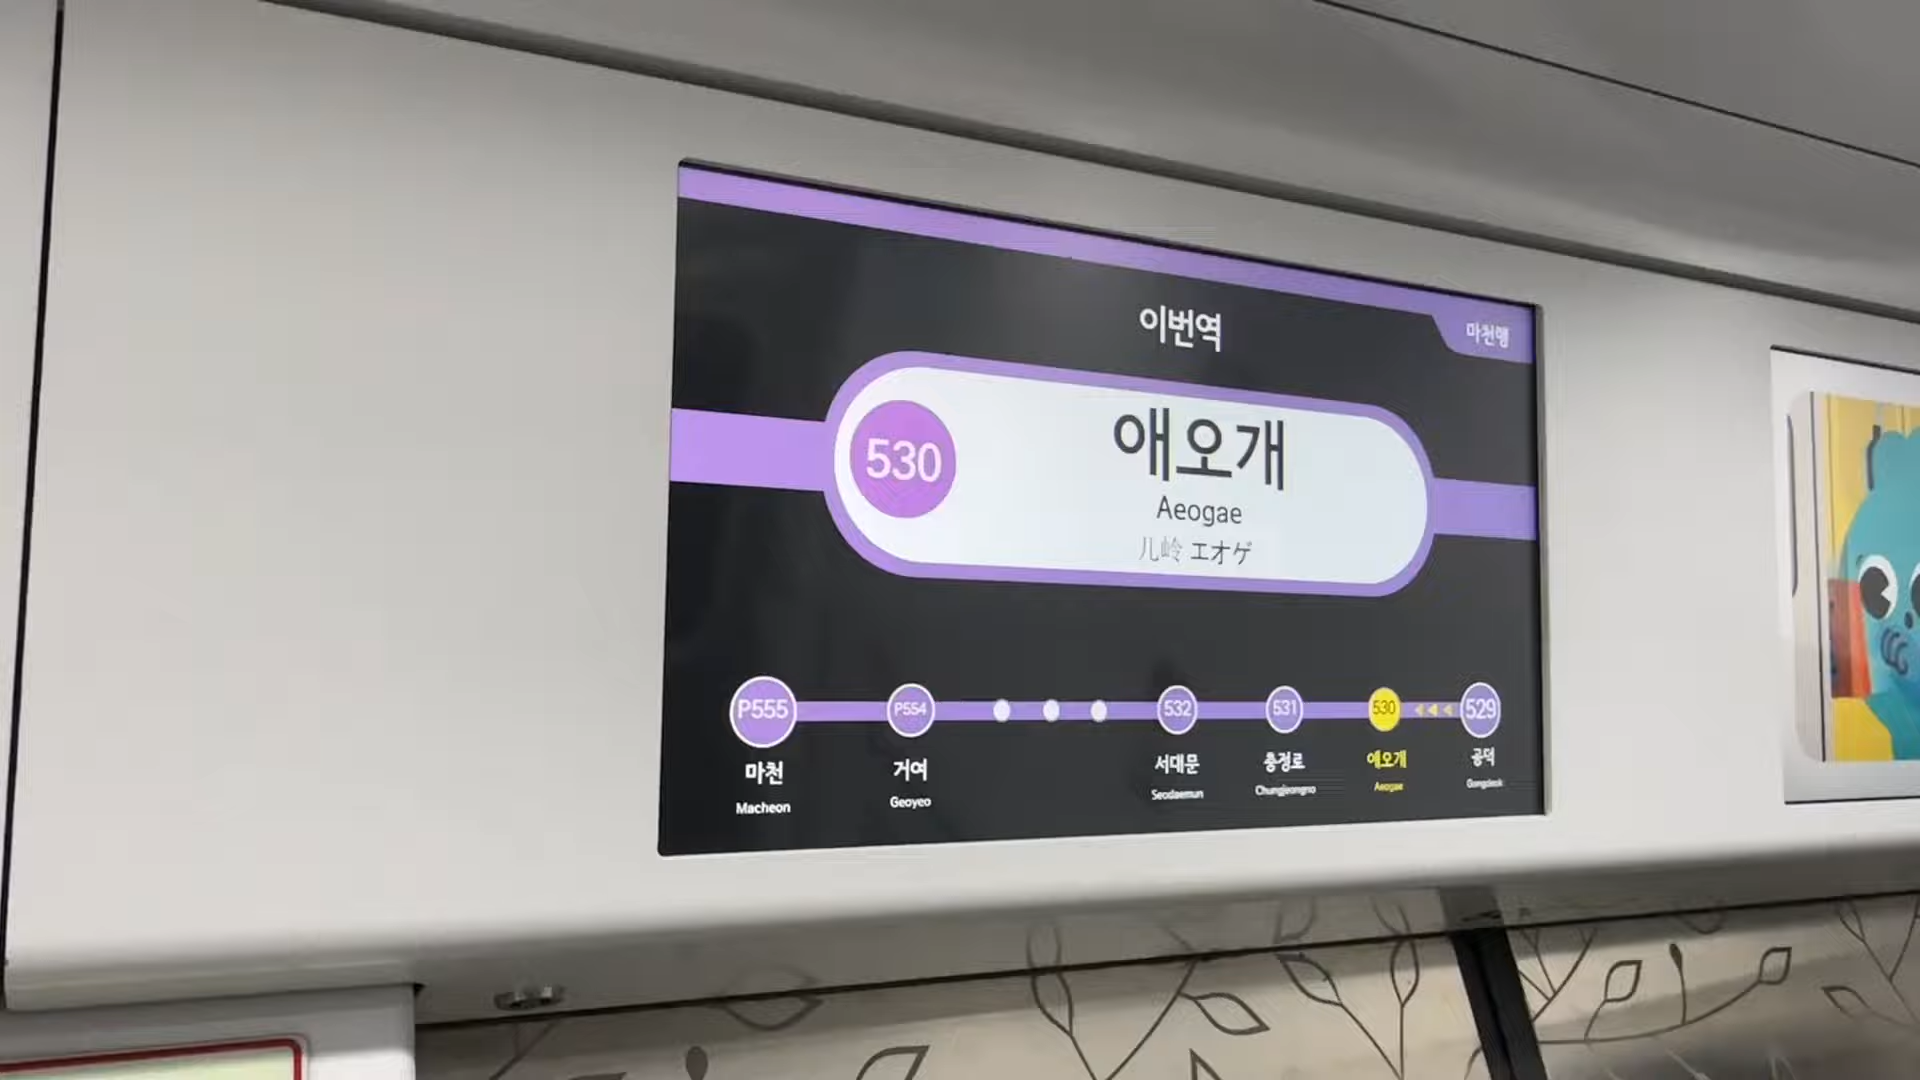 이번역
마천행
530
애오개
Aeogae
儿岭 エオゲ
P555 P554 532 531 530 529
마천 거여 서대문 충정로 애오개 공덕
Macheon Geoyeo Seodaemun Chungjeongno Aeogae Gongdeok